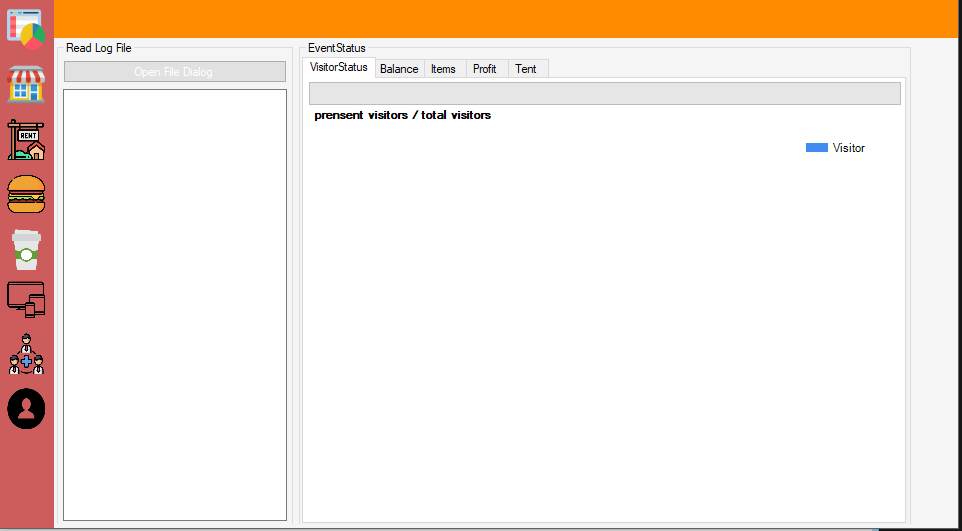 Read Log File
Open File Dialog
EventStatus
VisitorStatus Balance Items Profit Tent
prensent visitors / total visitors
Visitor
RENT